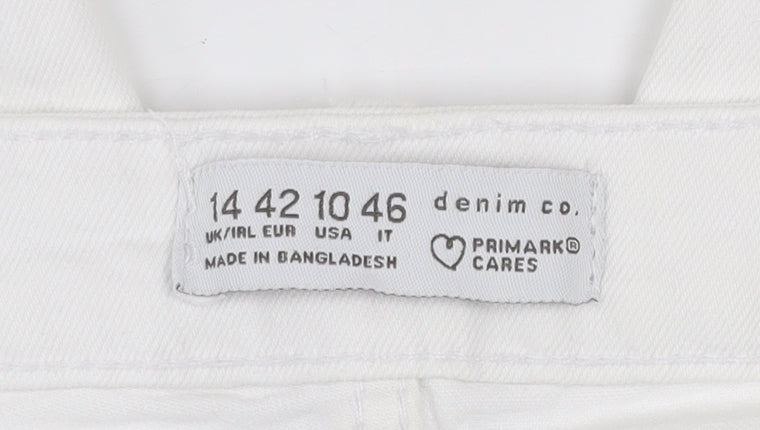 14 42 10 46
UK/IRL EUR USA IT
MADE IN BANGLADESH
denim co.
PRIMARK®
CARES